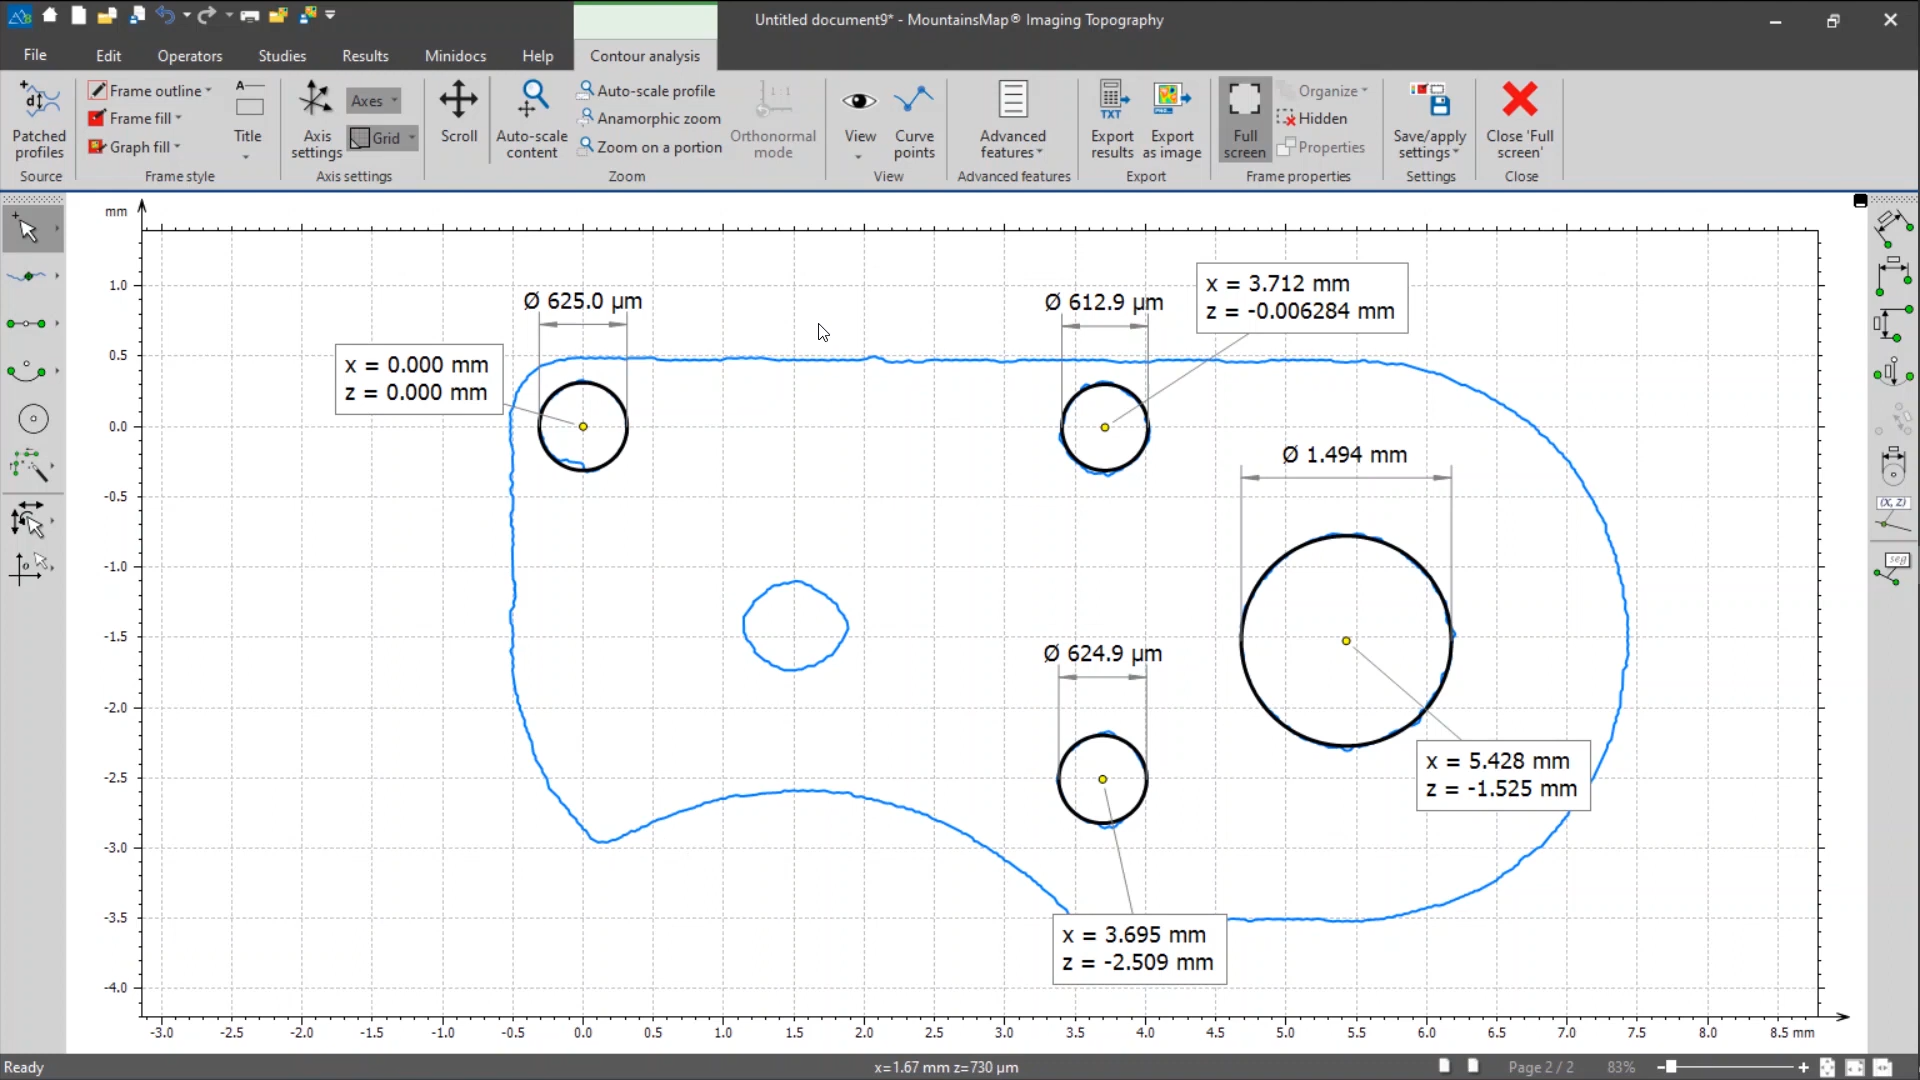 Untitled document9* - MountainsMap® Imaging Topography
File
Edit
Operators
Studies
Results
Minidocs
Help
Contour analysis
Patched profiles
Source
Frame outline
Frame fill
Graph fill
Title
Frame style
Axis settings
Axes
Grid
Axis settings
Scroll
Auto-scale content
Auto-scale profile
Anamorphic zoom
Zoom on a portion
Orthonormal mode
1:1
Zoom
View
Curve points
View
Advanced features
Advanced features
TXT
Export results
Export as image
Export
Full screen
Organize
Hidden
Properties
Frame properties
Save/apply settings
Settings
Close 'Full screen'
Close
mm
1.0
0.5
0.0
-0.5
-1.0
-1.5
-2.0
-2.5
-3.0
-3.5
-4.0
Ø 625.0 µm
x = 0.000 mm
z = 0.000 mm
Ø 612.9 µm
x = 3.712 mm
z = -0.006284 mm
Ø 1.494 mm
x = 5.428 mm
z = -1.525 mm
Ø 624.9 µm
x = 3.695 mm
z = -2.509 mm
(X, Z)
seg
-3.0 -2.5 -2.0 -1.5 -1.0 -0.5 0.0 0.5 1.0 1.5 2.0 2.5 3.0 3.5 4.0 4.5 5.0 5.5 6.0 6.5 7.0 7.5 8.0 8.5 mm
Ready
x=1.67 mm z=730 µm
Page 2 / 2
83%